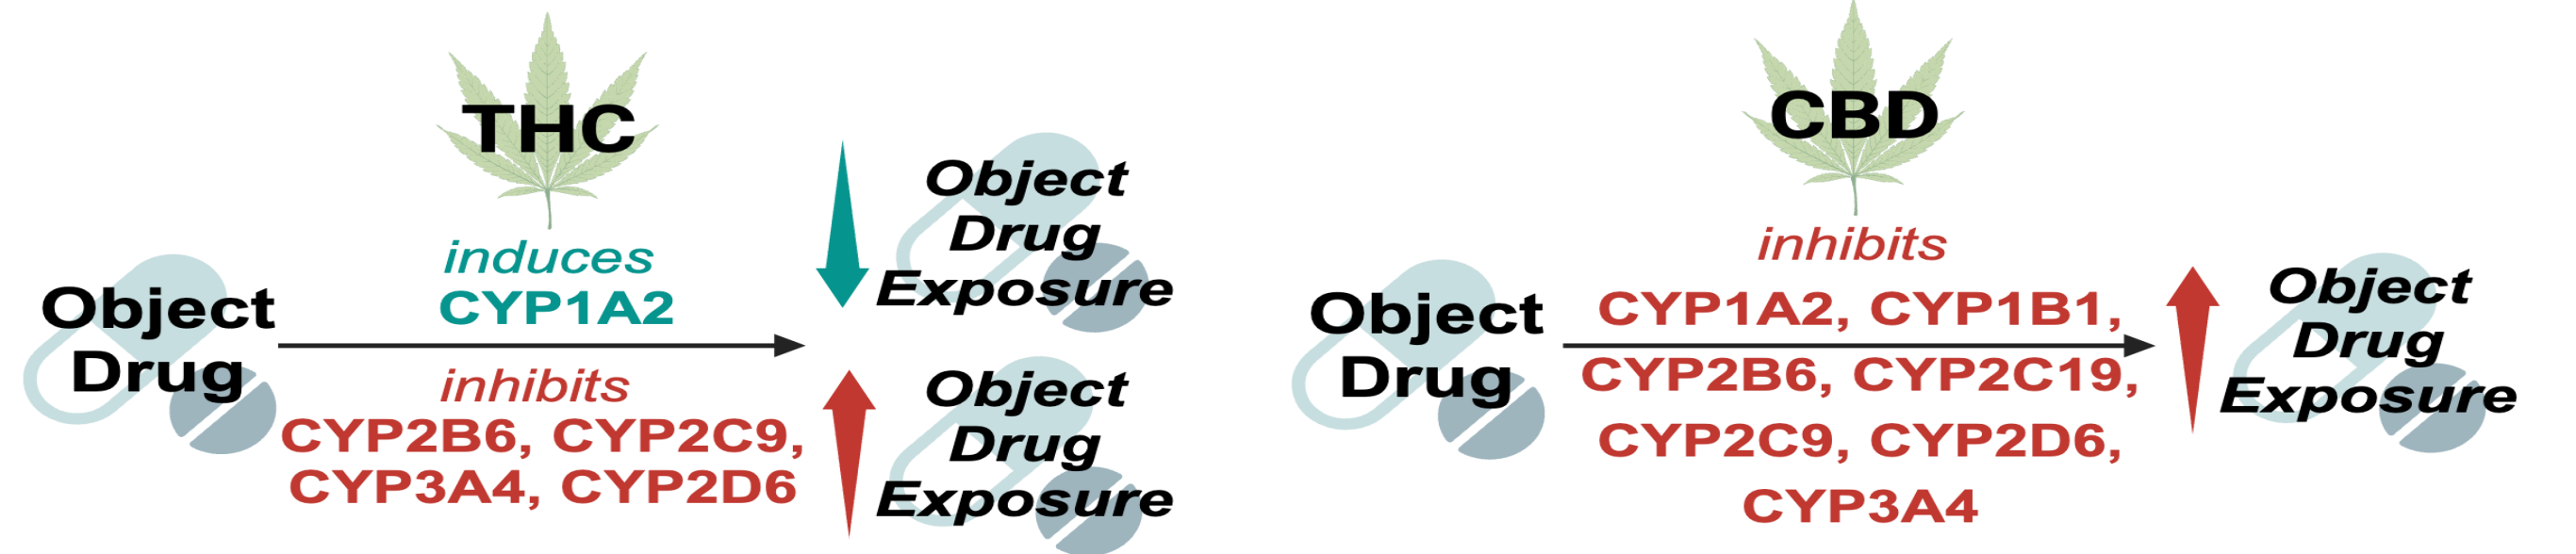 THC
induces
CYP1A2
Object
Drug
inhibits
CYP2B6, CYP2C9,
CYP3A4, CYP2D6
Object
Drug
Exposure
Object
Drug
Exposure
CBD
inhibits
Object
Drug
CYP1A2, CYP1B1,
CYP2B6, CYP2C19,
CYP2C9, CYP2D6,
CYP3A4
Object
Drug
Exposure